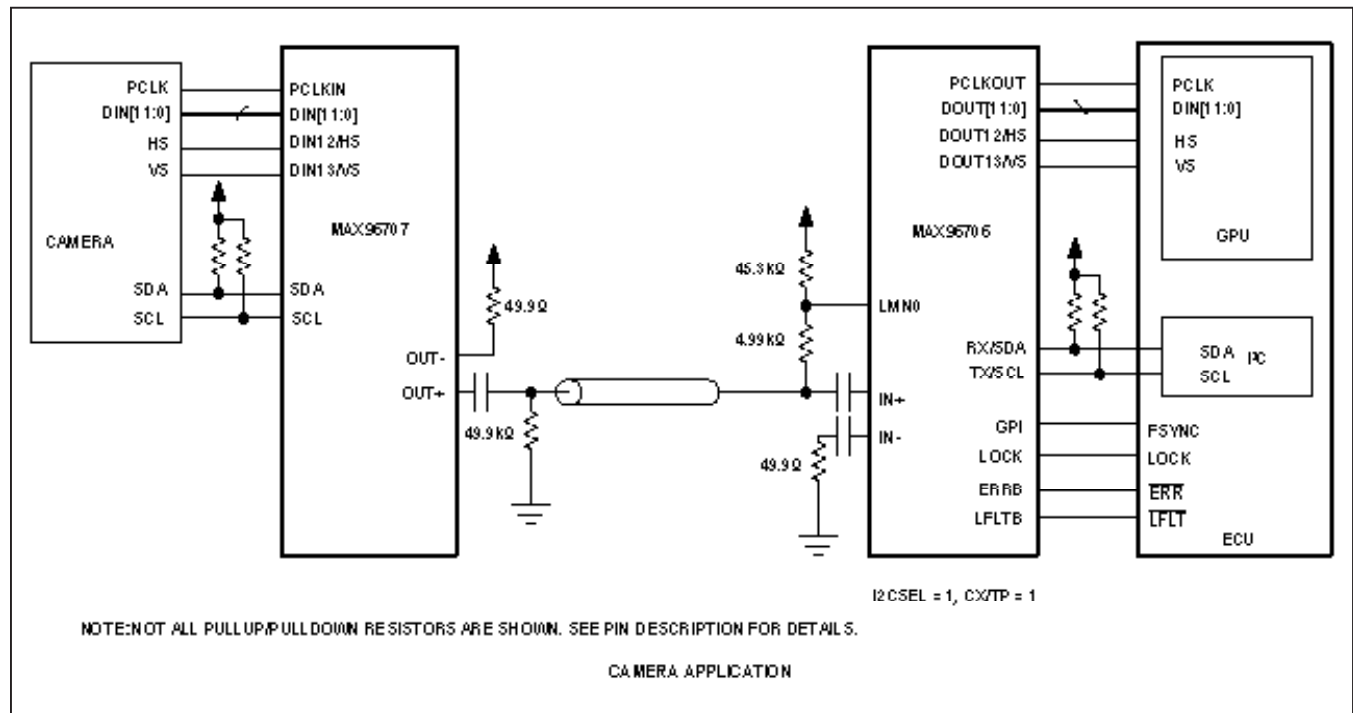 CAMERA
PCLK
DIN[11:0]
HS
VS
SDA
SCL
PCLKIN
DIN[11:0]
DIN12/HS
DIN13/VS
MAX96707
SDA
SCL
OUT-
OUT+
49.9Ω
49.9kΩ
45.3kΩ
4.99kΩ
49.9Ω
PCLKOUT
DOUT[11:0]
DOUT12/HS
DOUT13/VS
MAX96706
LMN0
RX/SDA
TX/SCL
IN+
IN-
GPI
LOCK
ERRB
LFLTB
PCLK
DIN[11:0]
HS
VS
GPU
SDA
I²C
SCL
FSYNC
LOCK
ERR
LFLT
ECU
I2CSEL = 1, CX/TP = 1
NOTE:NOT ALL PULLUP/PULLDOWN RESISTORS ARE SHOWN. SEE PIN DESCRIPTION FOR DETAILS.
CAMERA APPLICATION